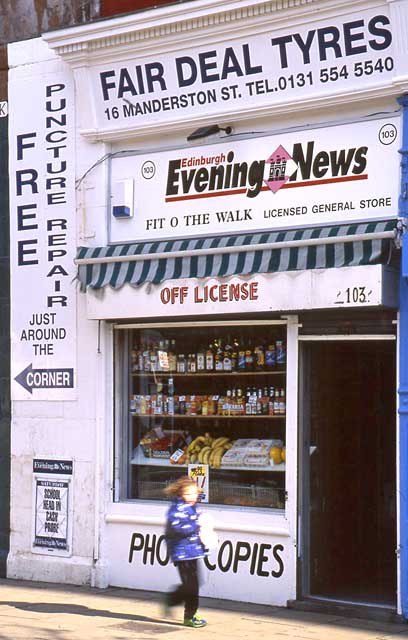 FAIR DEAL TYRES
16 MANDERSTON ST. TEL.0131 554 5540
FREE
PUNCTURE REPAIR
JUST
AROUND
THE
CORNER
103
Edinburgh
Evening News
103
FIT O THE WALK LICENSED GENERAL STORE
OFF LICENSE
103
Evening News
SCHOOL
HEAD IN
CASH
PROBE
PHO COPIES